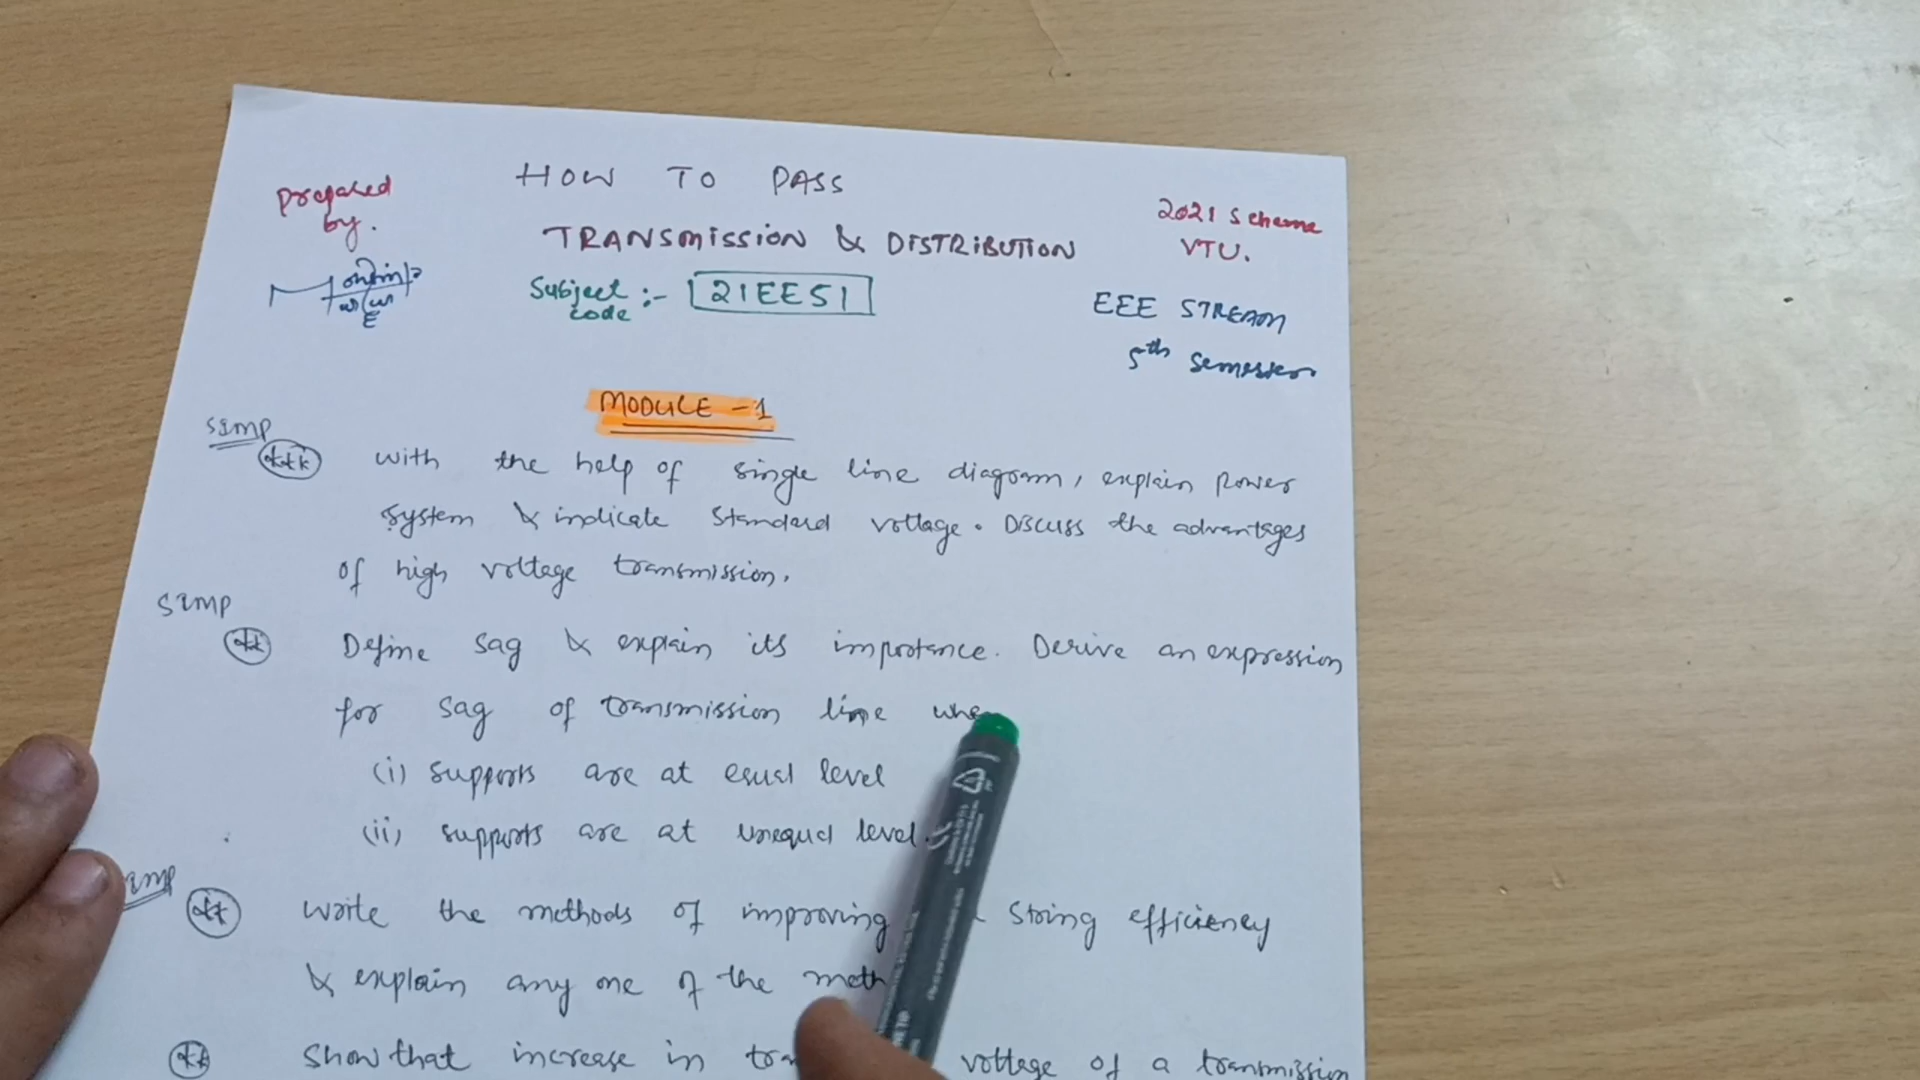 HOW TO PASS
Prepared
by.
TRANSMISSION & DISTRIBUTION
2021 Scheme
VTU.
Subject
code :- 21EE51
EEE STREAM
5th semester
MODULE - 1
SIMP
*** With the help of single line diagram, explain power
system & indicate standard voltage. Discuss the advantages
of high voltage transmission.
SIMP
** Define sag & explain its importance. Derive an expression
for sag of transmission line
(i) supports are at equal level
(ii) supports are at unequal level.
imp
** Write the methods of improving string efficiency
& explain any one of the
** Show that increase in voltage of a transmission